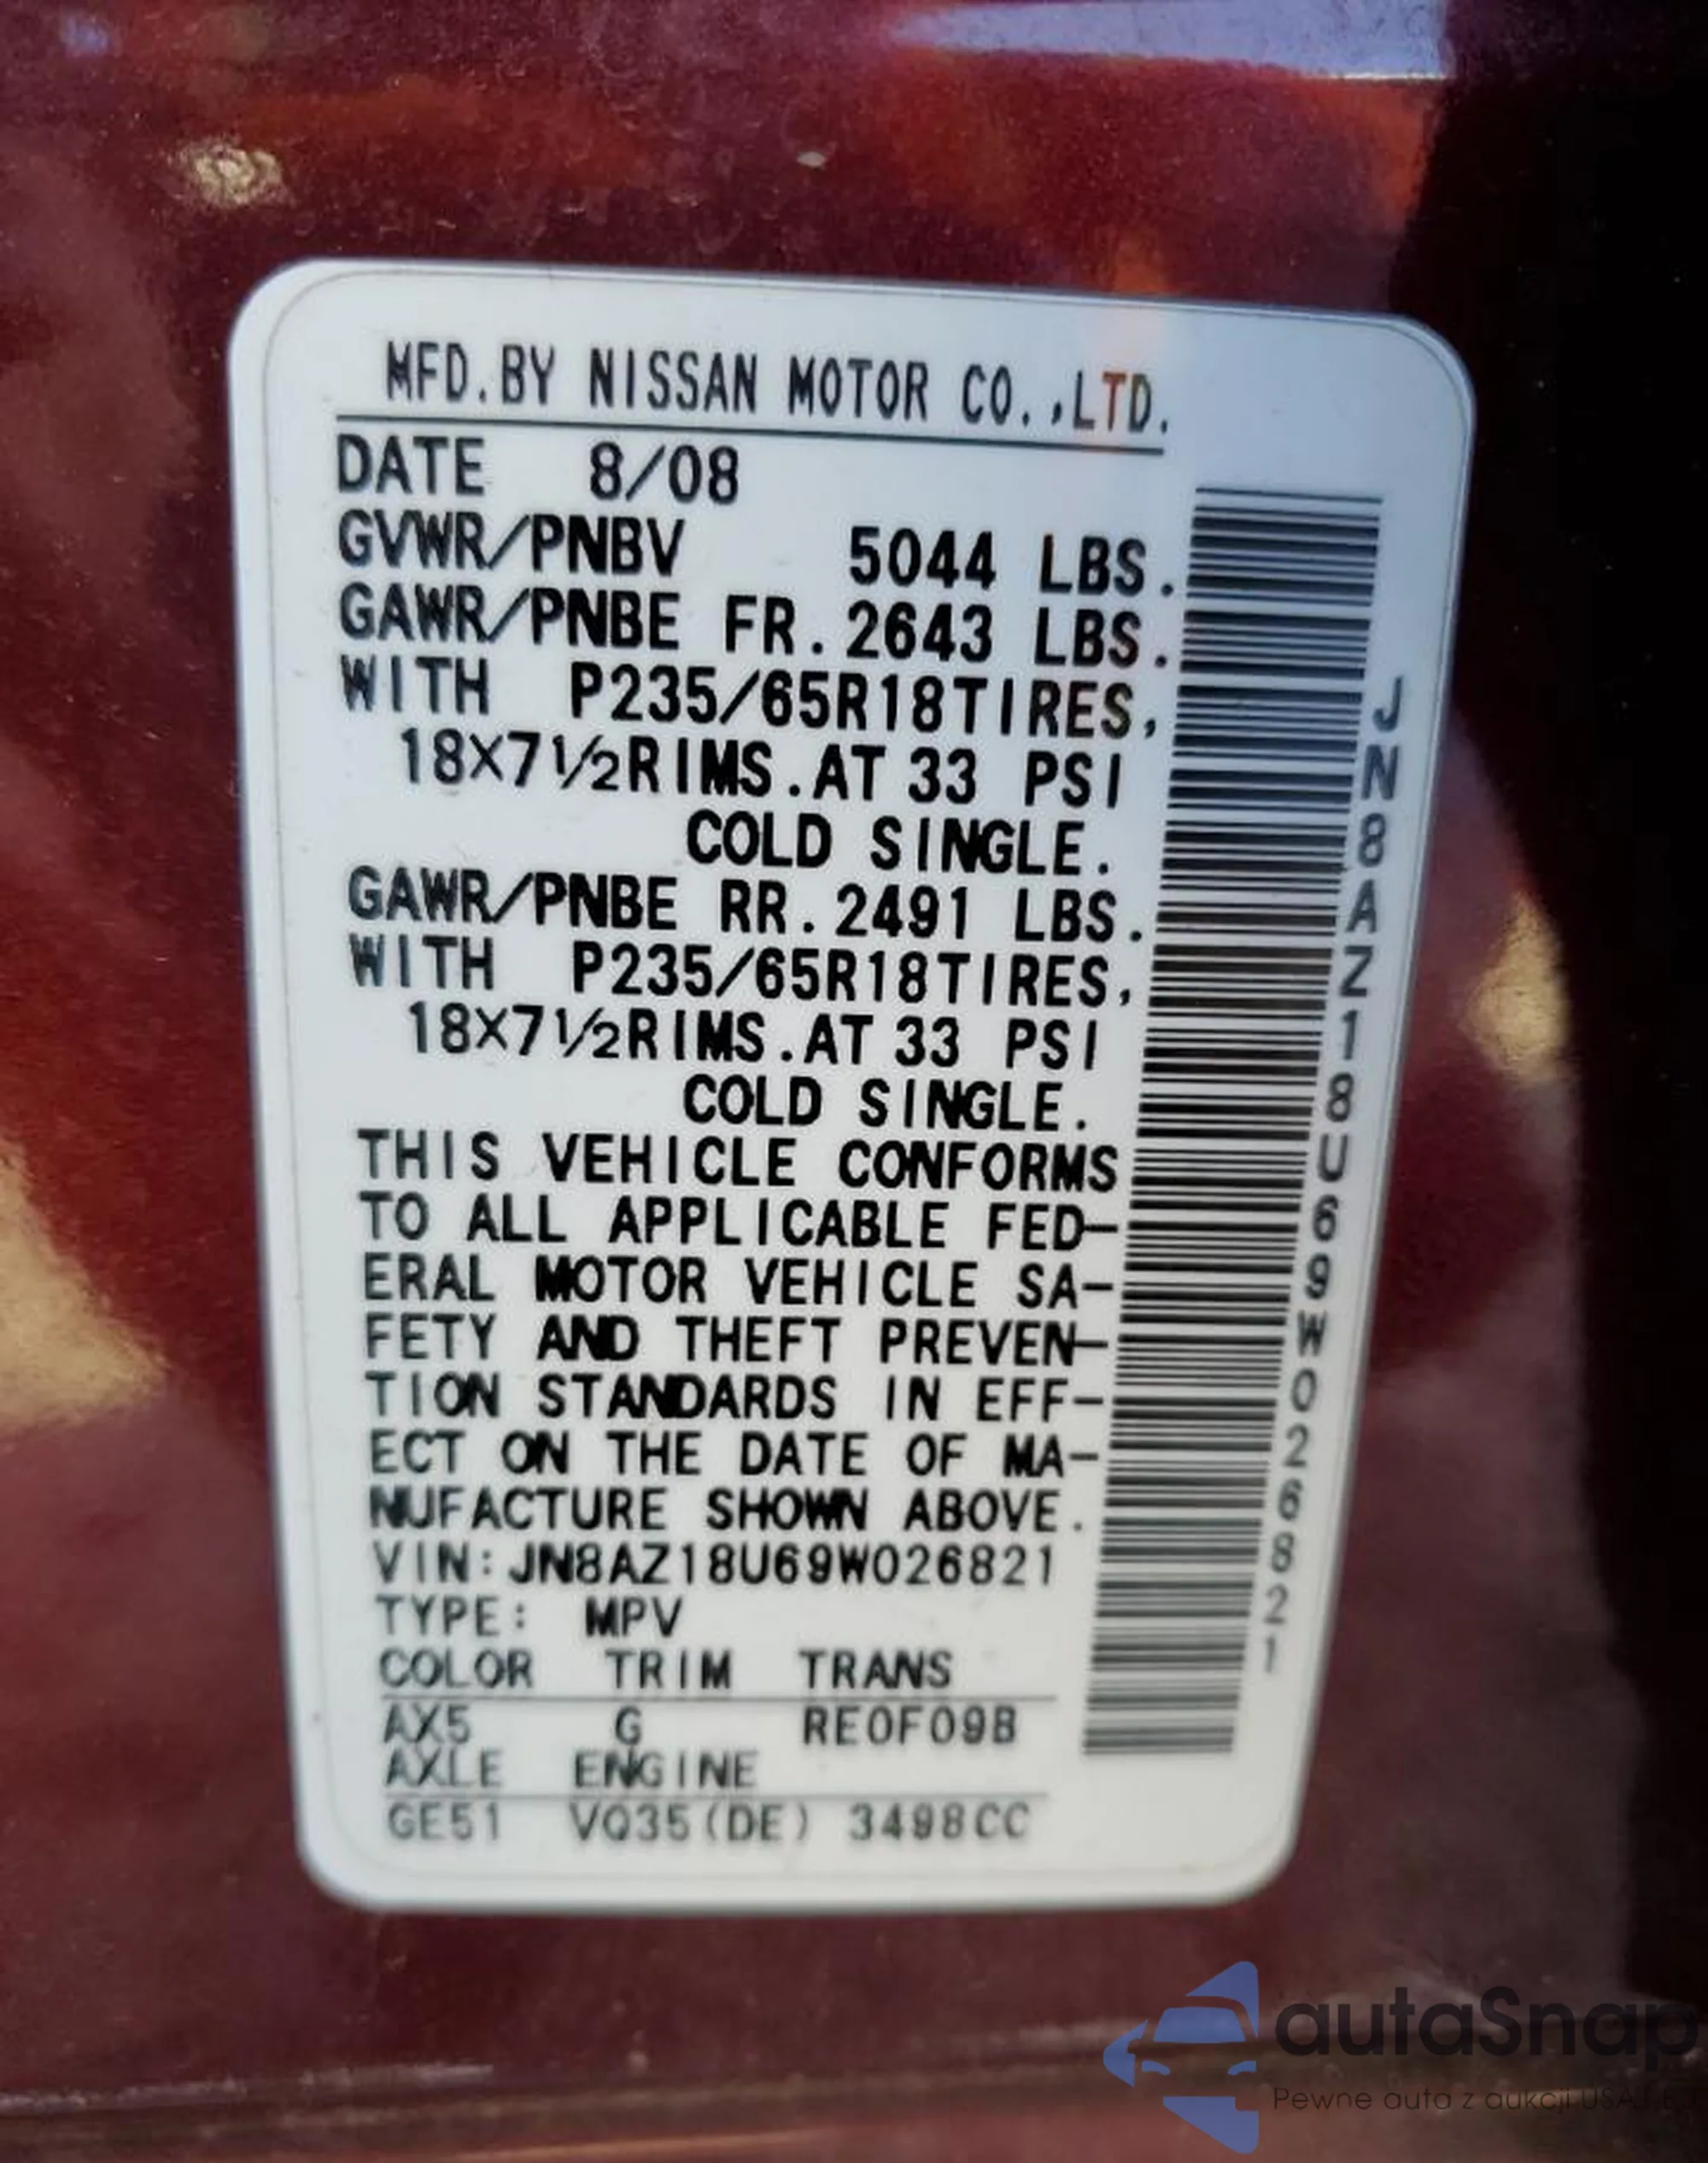 MFD.BY NISSAN MOTOR CO.,LTD.
DATE 8/08
GVWR/PNBV 5044 LBS.
GAWR/PNBE FR. 2643 LBS.
WITH P235/65R18TIRES,
18X7½RIMS.AT 33 PSI
COLD SINGLE.
GAWR/PNBE RR. 2491 LBS.
WITH P235/65R18TIRES,
18X7½RIMS.AT 33 PSI
COLD SINGLE.
THIS VEHICLE CONFORMS
TO ALL APPLICABLE FED-
ERAL MOTOR VEHICLE SA-
FETY AND THEFT PREVEN-
TION STANDARDS IN EFF-
ECT ON THE DATE OF MA-
NUFACTURE SHOWN ABOVE.
VIN:JN8AZ18U69W026821
TYPE: MPV
COLOR TRIM TRANS
AX5 G RE0F09B
AXLE ENGINE
GE51 VQ35(DE) 3498CC
JN8AZ18U69W026821
autaSnap
Pewne auta z aukcji USA i